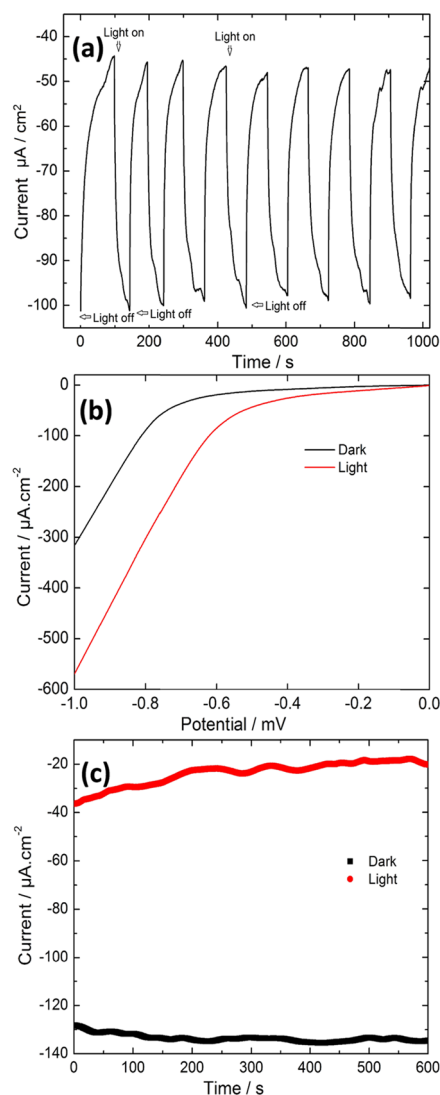 (a)
Light on
Light on
-40
-50
-60
-70
-80
-90
-100
Current μA / cm²
Light off
Light off
Light off
0 200 400 600 800 1000
Time / s
(b)
0
-100
-200
-300
-400
-500
-600
Current / μA.cm⁻²
Dark
Light
-1.0 -0.8 -0.6 -0.4 -0.2 0.0
Potential / mV
(c)
-20
-40
-60
-80
-100
-120
-140
Current / μA.cm⁻²
Dark
Light
0 100 200 300 400 500 600
Time / s